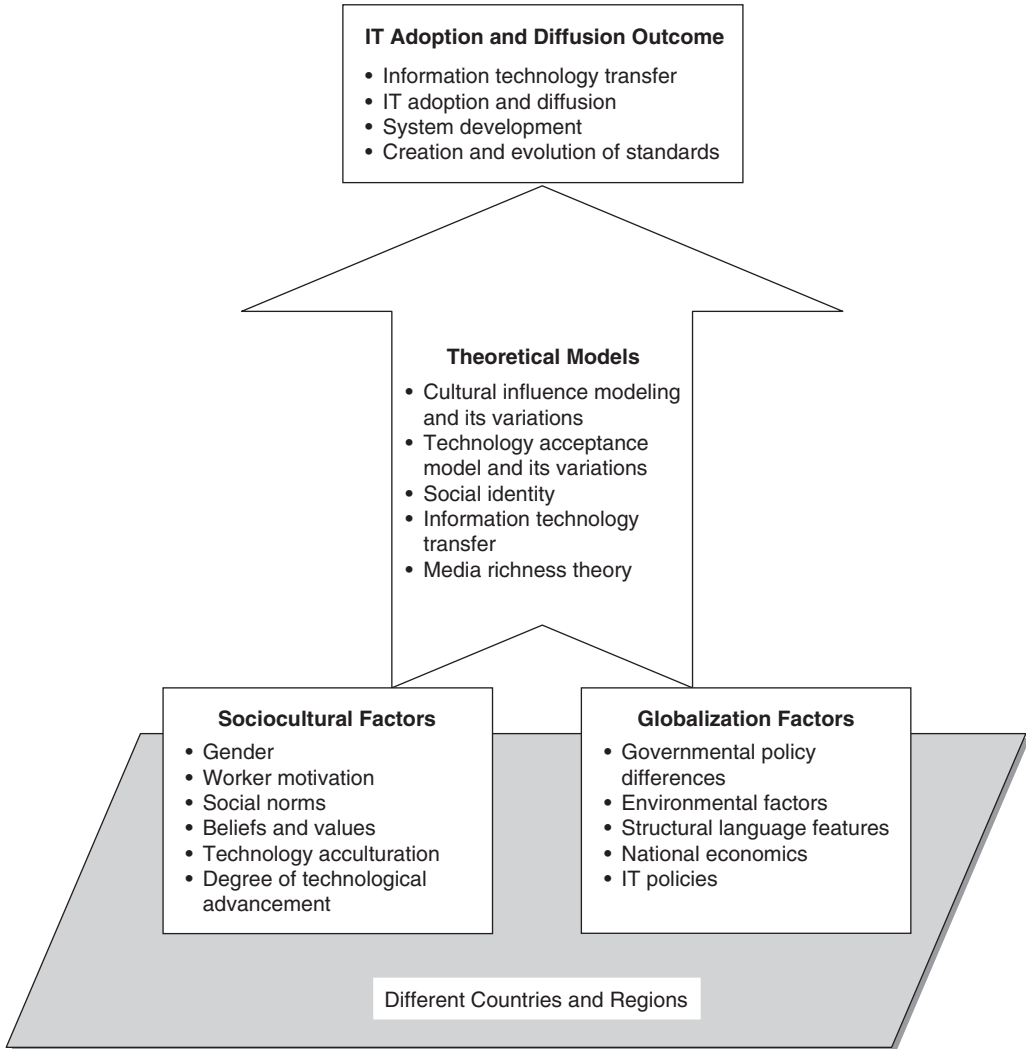 IT Adoption and Diffusion Outcome
• Information technology transfer
• IT adoption and diffusion
• System development
• Creation and evolution of standards
Theoretical Models
• Cultural influence modeling
and its variations
• Technology acceptance
model and its variations
• Social identity
• Information technology
transfer
• Media richness theory
Sociocultural Factors
• Gender
• Worker motivation
• Social norms
• Beliefs and values
• Technology acculturation
• Degree of technological
advancement
Globalization Factors
• Governmental policy
differences
• Environmental factors
• Structural language features
• National economics
• IT policies
Different Countries and Regions